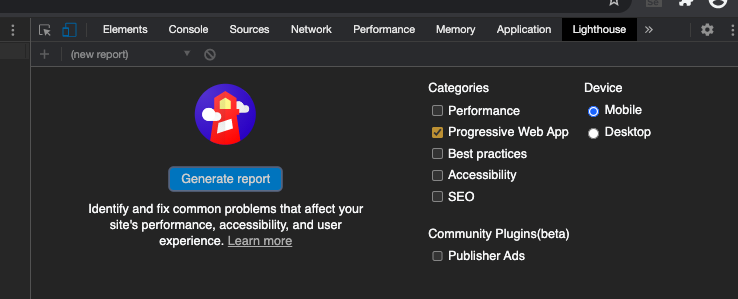 Elements Console Sources Network Performance Memory Application Lighthouse »
+ (new report)
Categories Device
Performance Mobile
Progressive Web App Desktop
Best practices
Generate report
Accessibility
SEO
Identify and fix common problems that affect your
site's performance, accessibility, and user
experience. Learn more
Community Plugins(beta)
Publisher Ads